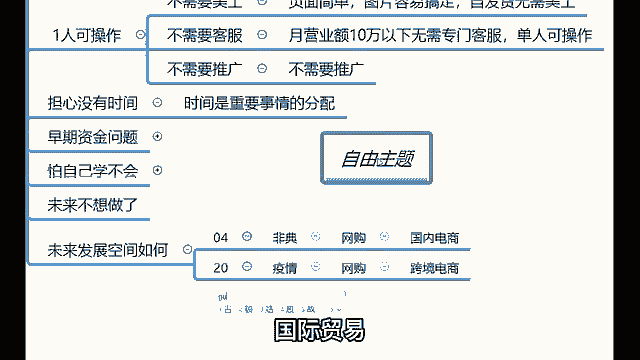 不需要美工 页面简单，图片容易搞定，自发货无需美工
1人可操作 不需要客服 月营业额10万以下无需专门客服，单人可操作
不需要推广 不需要推广
担心没有时间 时间是重要事情的分配
早期资金问题
自由主题
怕自己学不会
未来不想做了
04 非典 网购 国内电商
未来发展空间如何
20 疫情 网购 跨境电商
国际贸易